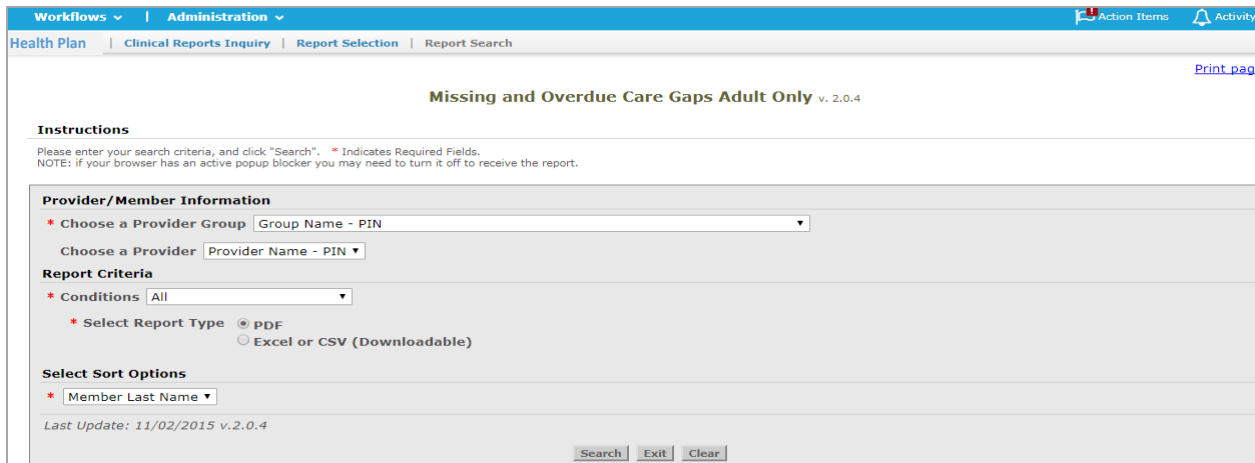 Workflows | Administration Action Items Activity
Health Plan | Clinical Reports Inquiry | Report Selection | Report Search
Print pag
Missing and Overdue Care Gaps Adult Only v. 2.0.4
Instructions
Please enter your search criteria, and click "Search". * Indicates Required Fields.
NOTE: if your browser has an active popup blocker you may need to turn it off to receive the report.
Provider/Member Information
* Choose a Provider Group Group Name - PIN
Choose a Provider Provider Name - PIN
Report Criteria
* Conditions All
* Select Report Type PDF
Excel or CSV (Downloadable)
Select Sort Options
* Member Last Name
Last Update: 11/02/2015 v.2.0.4
Search Exit Clear